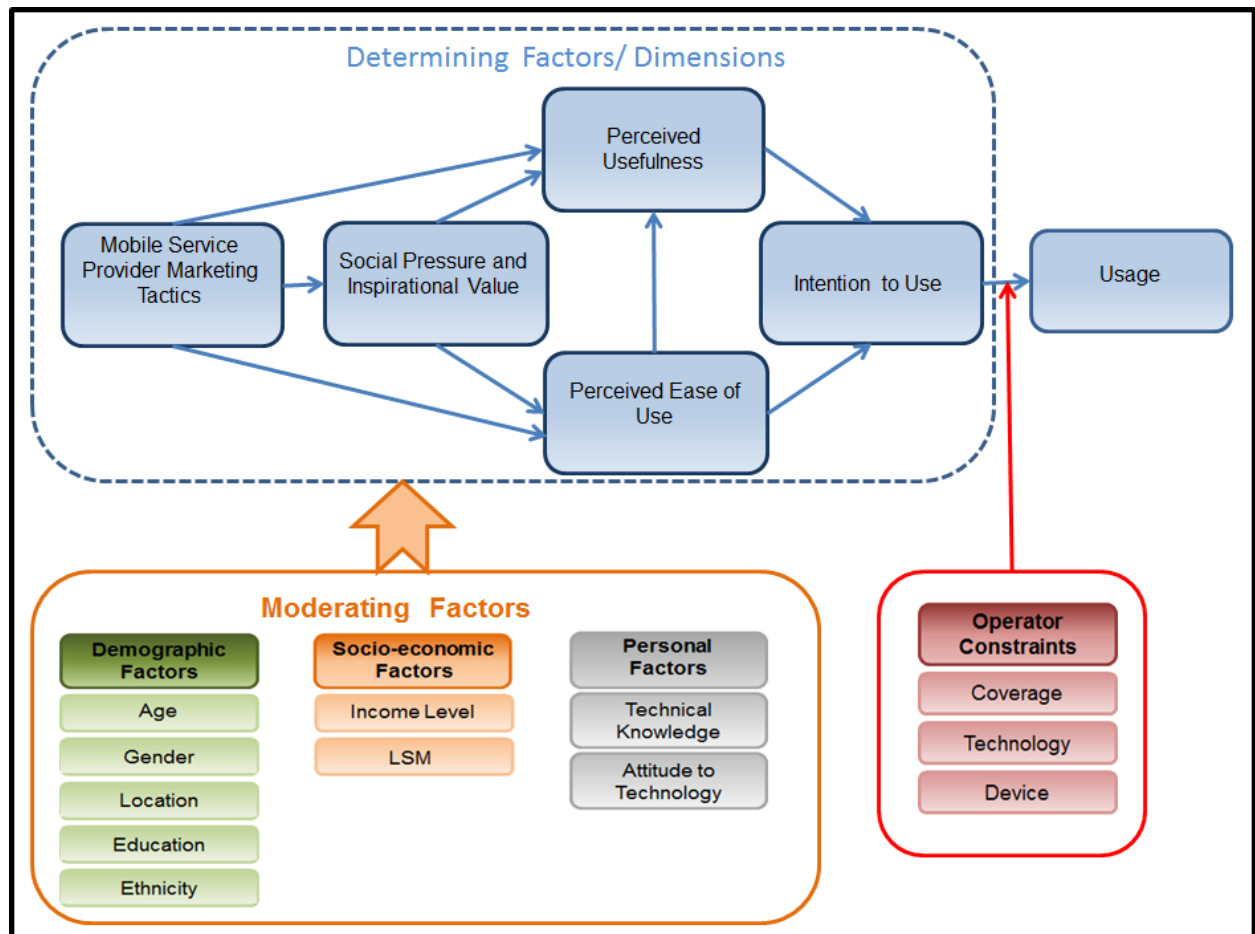 Determining Factors/ Dimensions
Perceived
Usefulness
Mobile Service
Provider Marketing
Tactics
Social Pressure and
Inspirational Value
Intention to Use
Usage
Perceived Ease of
Use
Moderating Factors
Demographic
Factors
Age
Gender
Location
Education
Ethnicity
Socio-economic
Factors
Income Level
LSM
Personal
Factors
Technical
Knowledge
Attitude to
Technology
Operator
Constraints
Coverage
Technology
Device